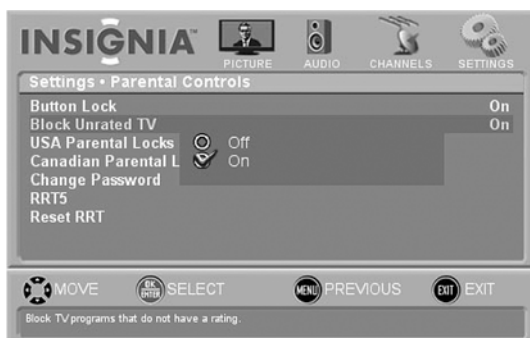 INSIGNIA™
PICTURE AUDIO CHANNELS SETTINGS
Settings • Parental Controls
Button Lock On
Block Unrated TV On
USA Parental Locks Off
Canadian Parental L On
Change Password
RRT5
Reset RRT
MOVE OK ENTER SELECT MENU PREVIOUS EXIT EXIT
Block TV programs that do not have a rating.